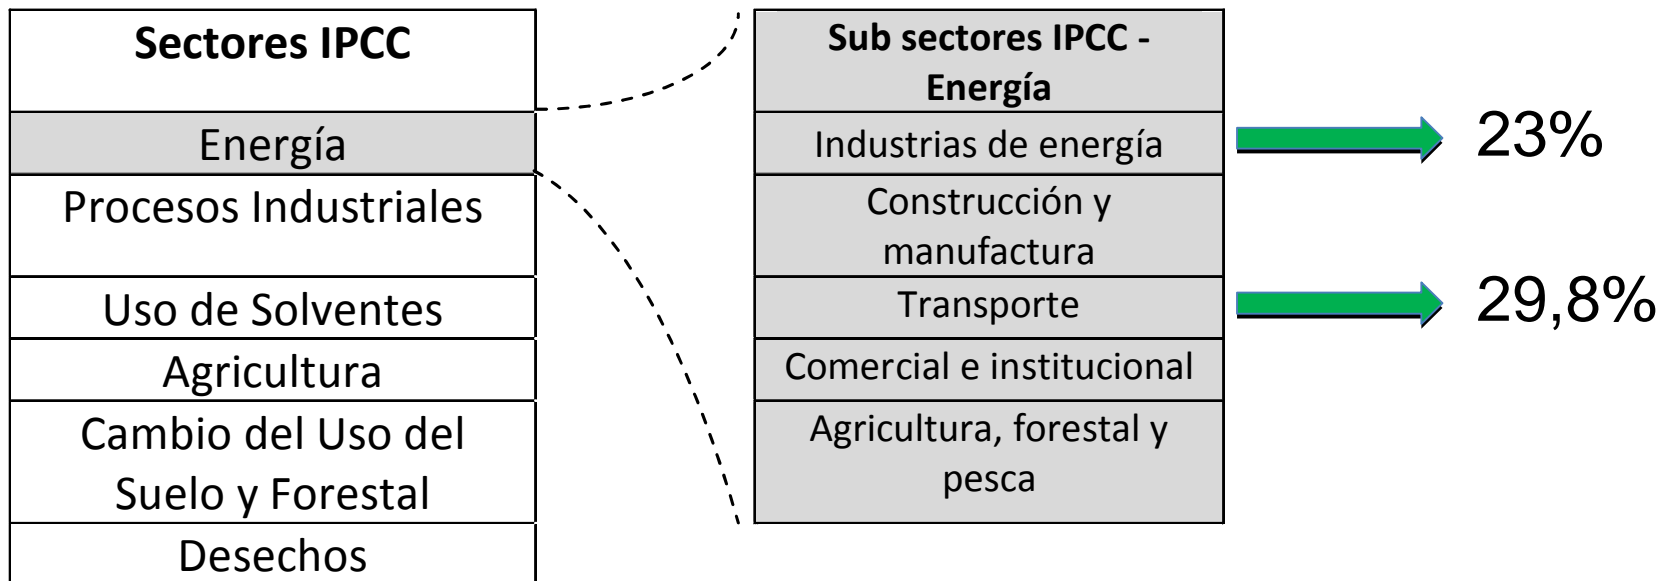 Sectores IPCC
Energía
Procesos Industriales
Uso de Solventes
Agricultura
Cambio del Uso del
Suelo y Forestal
Desechos
Sub sectores IPCC -
Energía
Industrias de energía
23%
Construcción y
manufactura
Transporte
29,8%
Comercial e institucional
Agricultura, forestal y
pesca